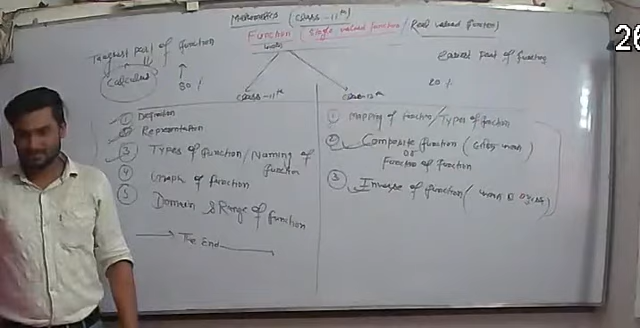 Mathematics (class-11th)
Function (Single valued function / Real valued function)
26
Toughest part of function
Easiest part of function
Calculus
80 %
20 %
class-11th
class-12th
① Definition
② Representation
③ Types of function/Naming of function
④ Graph of function
⑤ Domain & Range of function
The End
① Mapping of function/Types of function
② Composite function (
or
Function of function
③ Inverse of function (